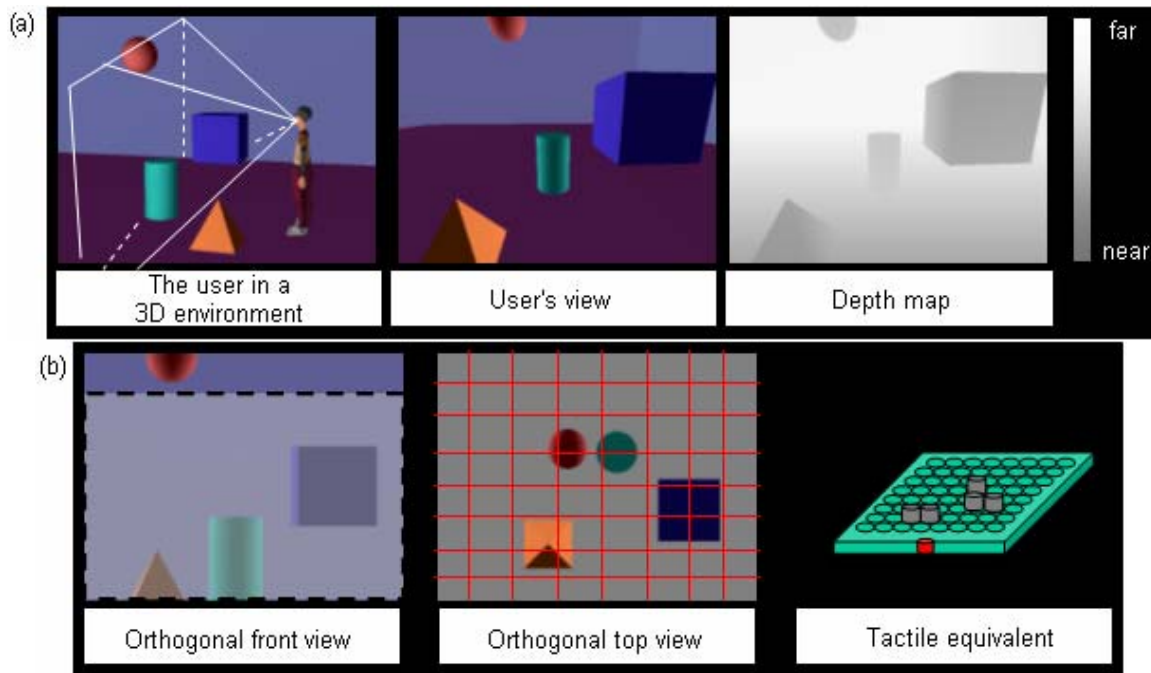 (a)
far
near
The user in a
3D environment
User's view
Depth map
(b)
Orthogonal front view
Orthogonal top view
Tactile equivalent